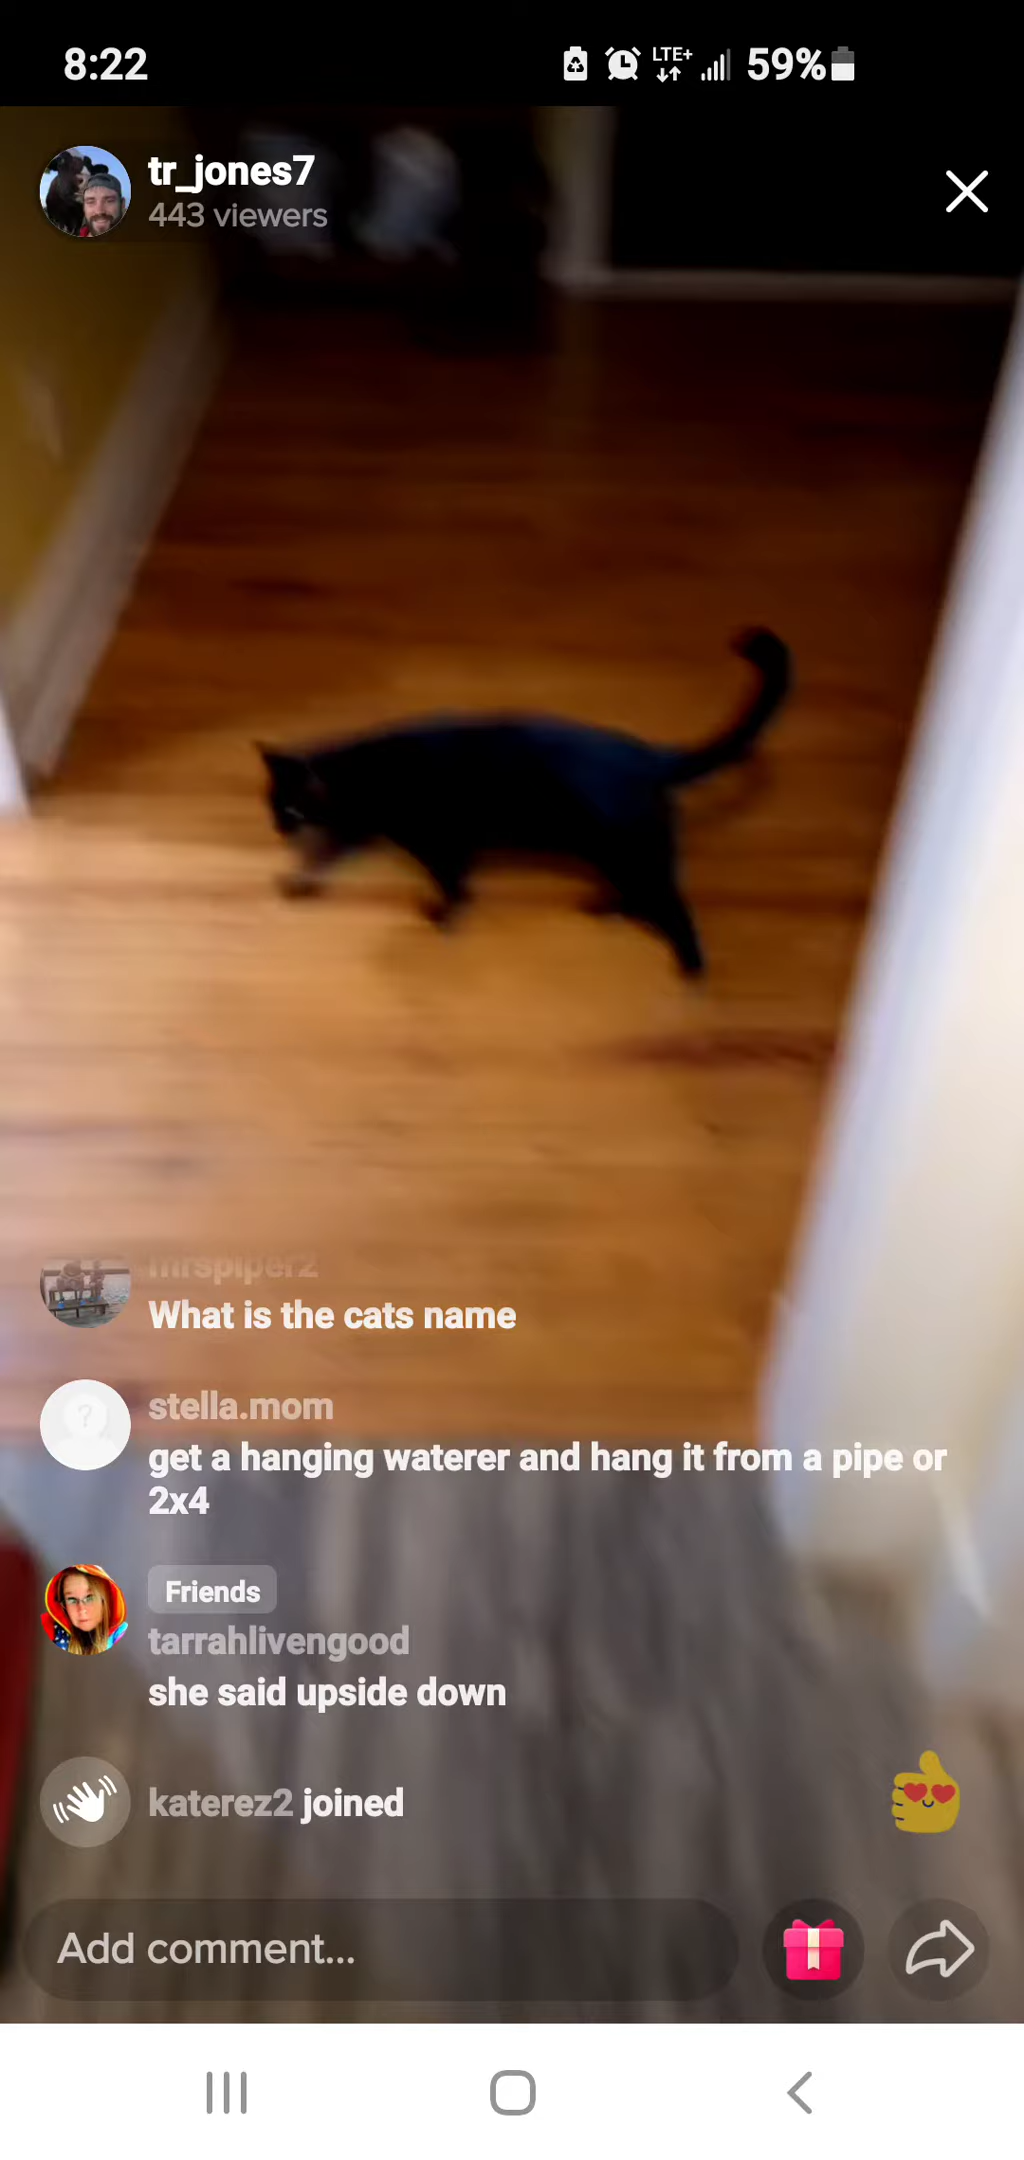 8:22
LTE+
59%
tr_jones7
443 viewers
mrspiper2
What is the cats name
stella.mom
get a hanging waterer and hang it from a pipe or
2x4
Friends
tarrahlivengood
she said upside down
katerez2 joined
Add comment...